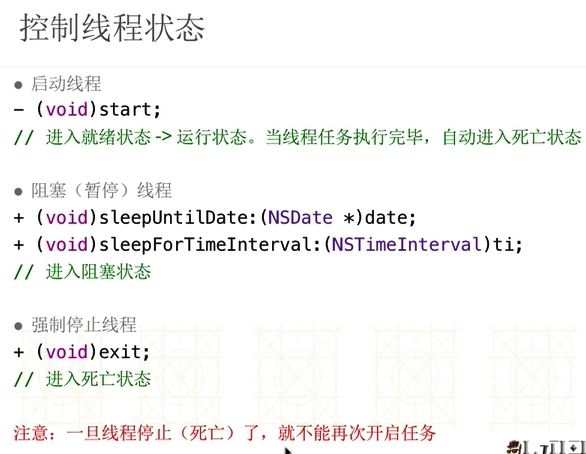 控制线程状态
● 启动线程
- (void)start;
// 进入就绪状态 -> 运行状态。当线程任务执行完毕，自动进入死亡状态
● 阻塞（暂停）线程
+ (void)sleepUntilDate:(NSDate *)date;
+ (void)sleepForTimeInterval:(NSTimeInterval)ti;
// 进入阻塞状态
● 强制停止线程
+ (void)exit;
// 进入死亡状态
注意：一旦线程停止（死亡）了，就不能再次开启任务